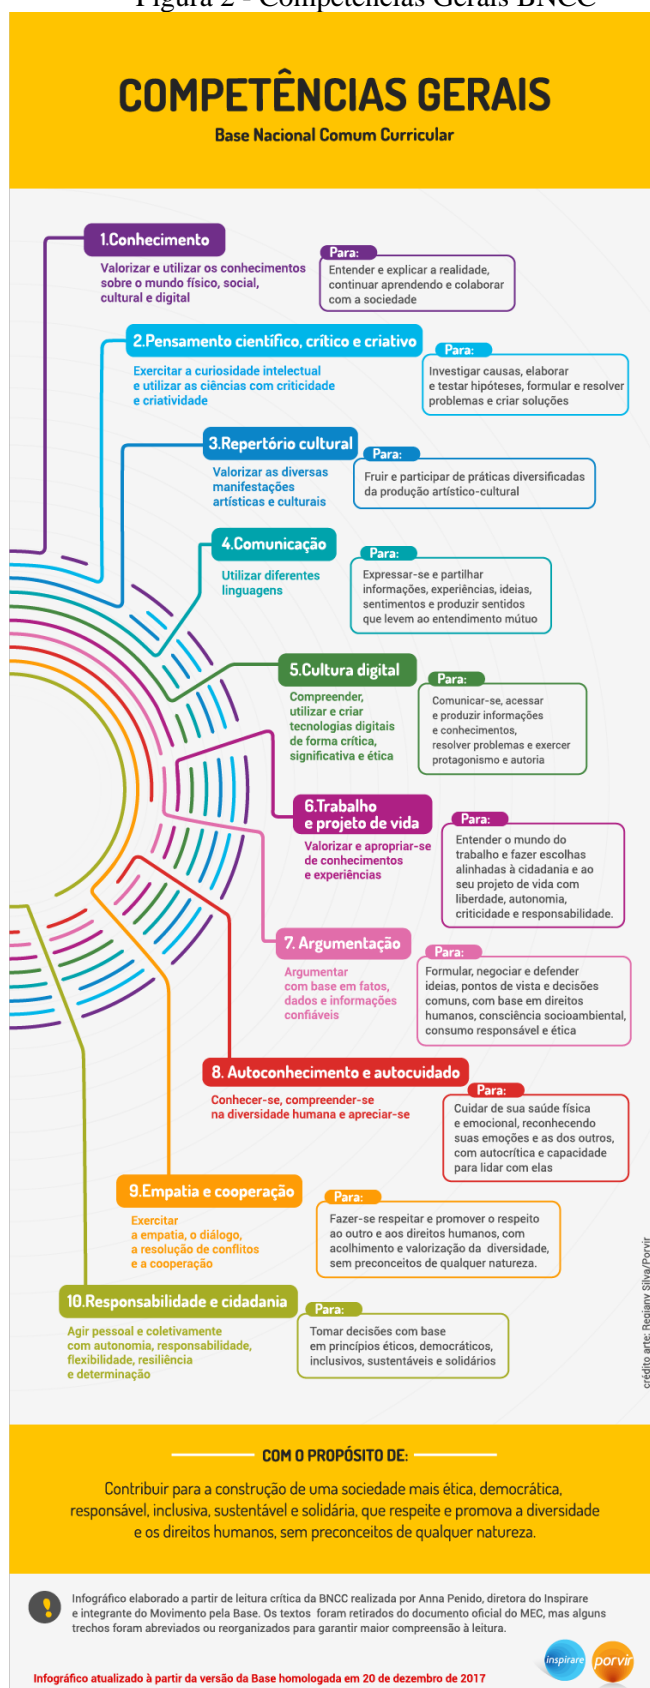 Figura 2 - Competências Gerais BNCC
COMPETÊNCIAS GERAIS
Base Nacional Comum Curricular
1.Conhecimento
Valorizar e utilizar os conhecimentos
sobre o mundo físico, social,
cultural e digital
Para:
Entender e explicar a realidade,
continuar aprendendo e colaborar
com a sociedade
2.Pensamento científico, crítico e criativo
Exercitar a curiosidade intelectual
e utilizar as ciências com criticidade
e criatividade
Para:
Investigar causas, elaborar
e testar hipóteses, formular e resolver
problemas e criar soluções
3.Repertório cultural
Valorizar as diversas
manifestações
artísticas e culturais
Para:
Fruir e participar de práticas diversificadas
da produção artístico-cultural
4.Comunicação
Utilizar diferentes
linguagens
Para:
Expressar-se e partilhar
informações, experiências, ideias,
sentimentos e produzir sentidos
que levem ao entendimento mútuo
5.Cultura digital
Compreender,
utilizar e criar
tecnologias digitais
de forma crítica,
significativa e ética
Para:
Comunicar-se, acessar
e produzir informações
e conhecimentos,
resolver problemas e exercer
protagonismo e autoria
6.Trabalho
e projeto de vida
Valorizar e apropriar-se
de conhecimentos
e experiências
Para:
Entender o mundo do
trabalho e fazer escolhas
alinhadas à cidadania e ao
seu projeto de vida com
liberdade, autonomia,
criticidade e responsabilidade.
7. Argumentação
Argumentar
com base em fatos,
dados e informações
confiáveis
Para:
Formular, negociar e defender
ideias, pontos de vista e decisões
comuns, com base em direitos
humanos, consciência socioambiental,
consumo responsável e ética
8. Autoconhecimento e autocuidado
Conhecer-se, compreender-se
na diversidade humana e apreciar-se
Para:
Cuidar de sua saúde física
e emocional, reconhecendo
suas emoções e as dos outros,
com autocrítica e capacidade
para lidar com elas
9.Empatia e cooperação
Exercitar
a empatia, o diálogo,
a resolução de conflitos
e a cooperação
Para:
Fazer-se respeitar e promover o respeito
ao outro e aos direitos humanos, com
acolhimento e valorização da diversidade,
sem preconceitos de qualquer natureza.
10.Responsabilidade e cidadania
Agir pessoal e coletivamente
com autonomia, responsabilidade,
flexibilidade, resiliência
e determinação
Para:
Tomar decisões com base
em princípios éticos, democráticos,
inclusivos, sustentáveis e solidários
crédito arte: Regiany Silva/Porvir
COM O PROPÓSITO DE:
Contribuir para a construção de uma sociedade mais ética, democrática,
responsável, inclusiva, sustentável e solidária, que respeite e promova a diversidade
e os direitos humanos, sem preconceitos de qualquer natureza.
!
Infográfico elaborado a partir de leitura crítica da BNCC realizada por Anna Penido, diretora do Inspirare
e integrante do Movimento pela Base. Os textos foram retirados do documento oficial do MEC, mas alguns
trechos foram abreviados ou reorganizados para garantir maior compreensão à leitura.
inspirare
porvir
Infográfico atualizado à partir da versão da Base homologada em 20 de dezembro de 2017